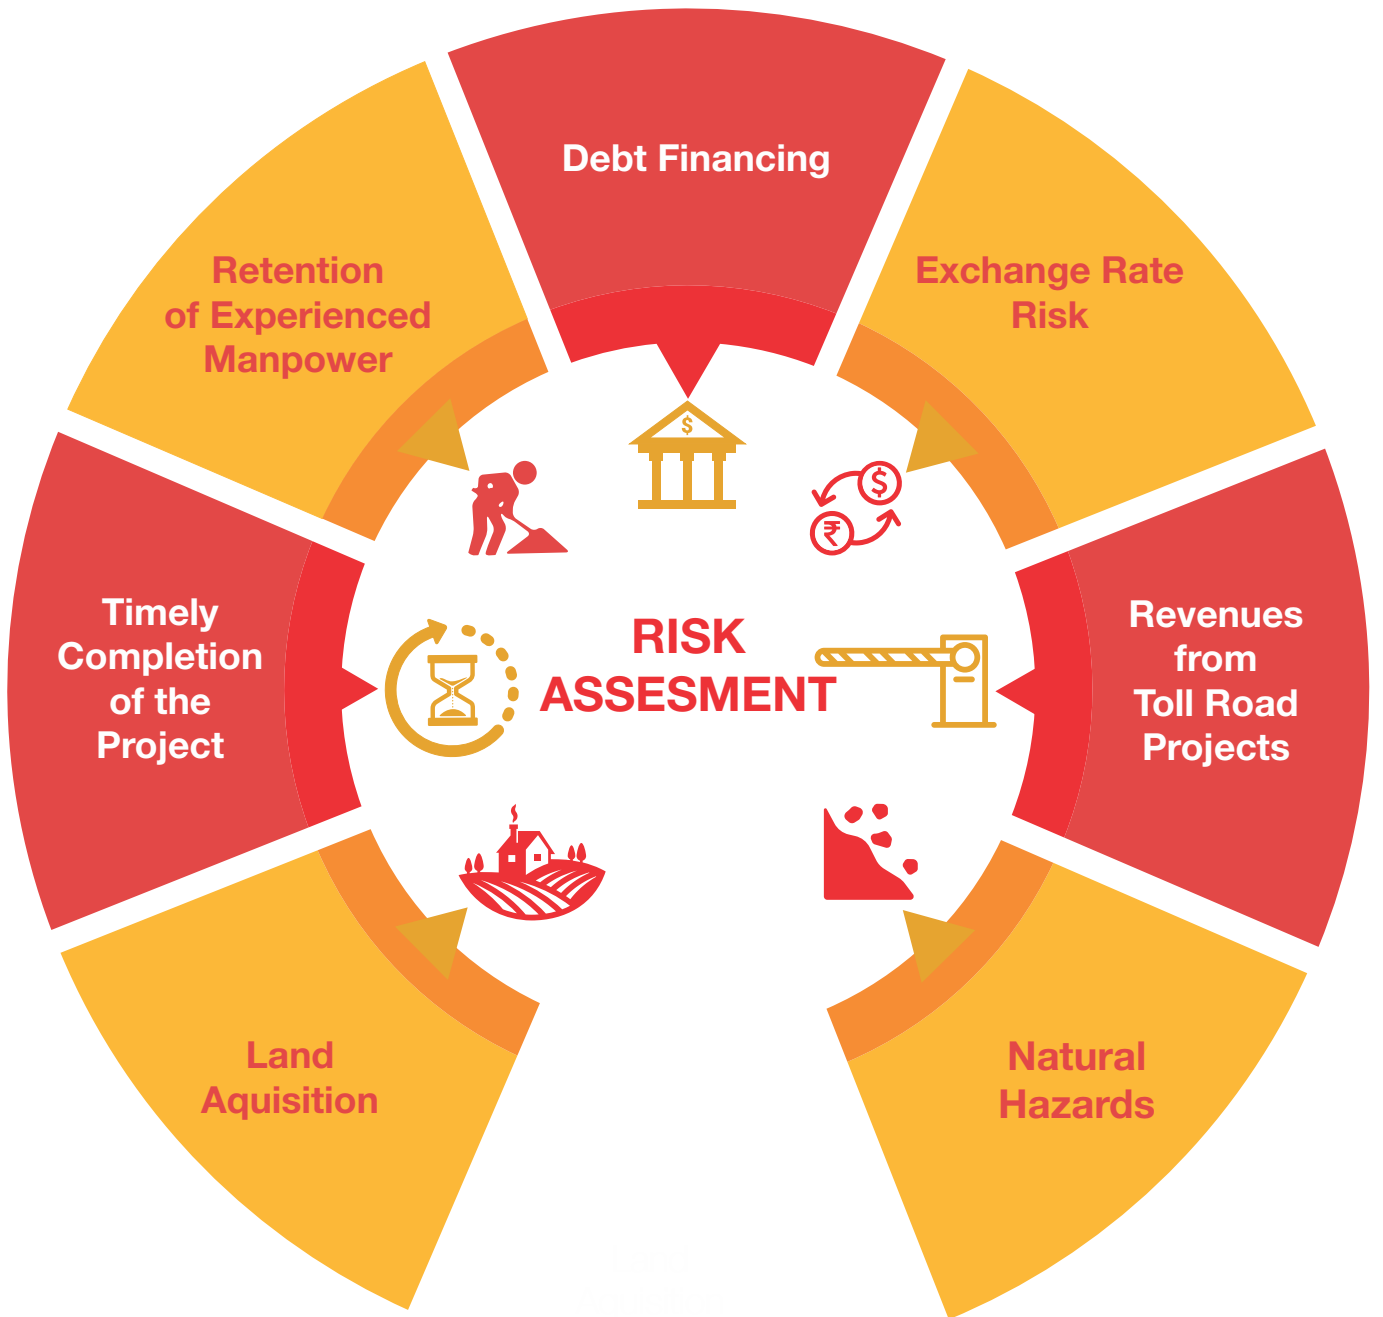 Debt Financing
Retention
of Experienced
Manpower
Exchange Rate
Risk
$
$
₹
Timely
Completion
of the
Project
RISK
ASSESMENT
Revenues
from
Toll Road
Projects
Land
Aquisition
Natural
Hazards